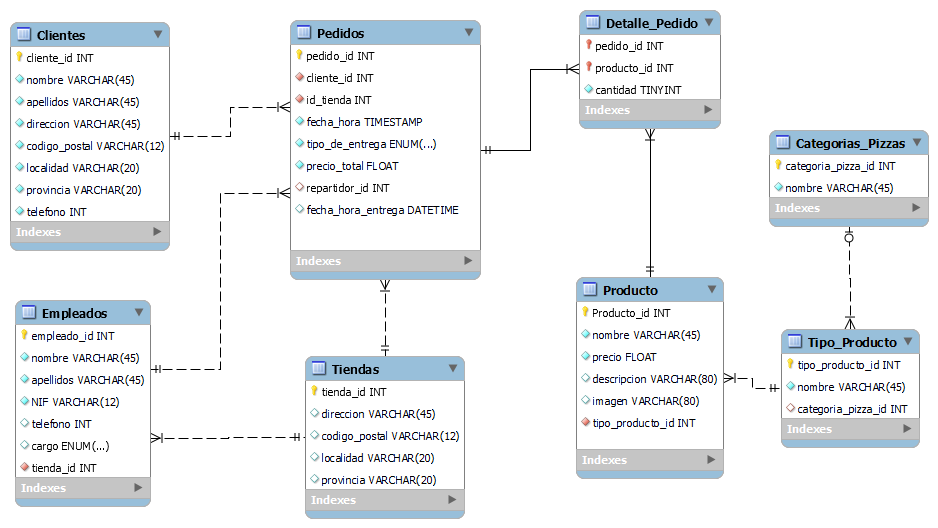 Clientes
cliente_id INT
nombre VARCHAR(45)
apellidos VARCHAR(45)
direccion VARCHAR(45)
codigo_postal VARCHAR(12)
localidad VARCHAR(20)
provincia VARCHAR(20)
telefono INT
Indexes
Pedidos
pedido_id INT
cliente_id INT
id_tienda INT
fecha_hora TIMESTAMP
tipo_de_entrega ENUM(...)
precio_total FLOAT
repartidor_id INT
fecha_hora_entrega DATETIME
Indexes
Detalle_Pedido
pedido_id INT
producto_id INT
cantidad TINYINT
Indexes
Categorias_Pizzas
categoria_pizza_id INT
nombre VARCHAR(45)
Indexes
Empleados
empleado_id INT
nombre VARCHAR(45)
apellidos VARCHAR(45)
NIF VARCHAR(12)
telefono INT
cargo ENUM(...)
tienda_id INT
Indexes
Tiendas
tienda_id INT
direccion VARCHAR(45)
codigo_postal VARCHAR(12)
localidad VARCHAR(20)
provincia VARCHAR(20)
Indexes
Producto
Producto_id INT
nombre VARCHAR(45)
precio FLOAT
descripcion VARCHAR(80)
imagen VARCHAR(80)
tipo_producto_id INT
Indexes
Tipo_Producto
tipo_producto_id INT
nombre VARCHAR(45)
categoria_pizza_id INT
Indexes